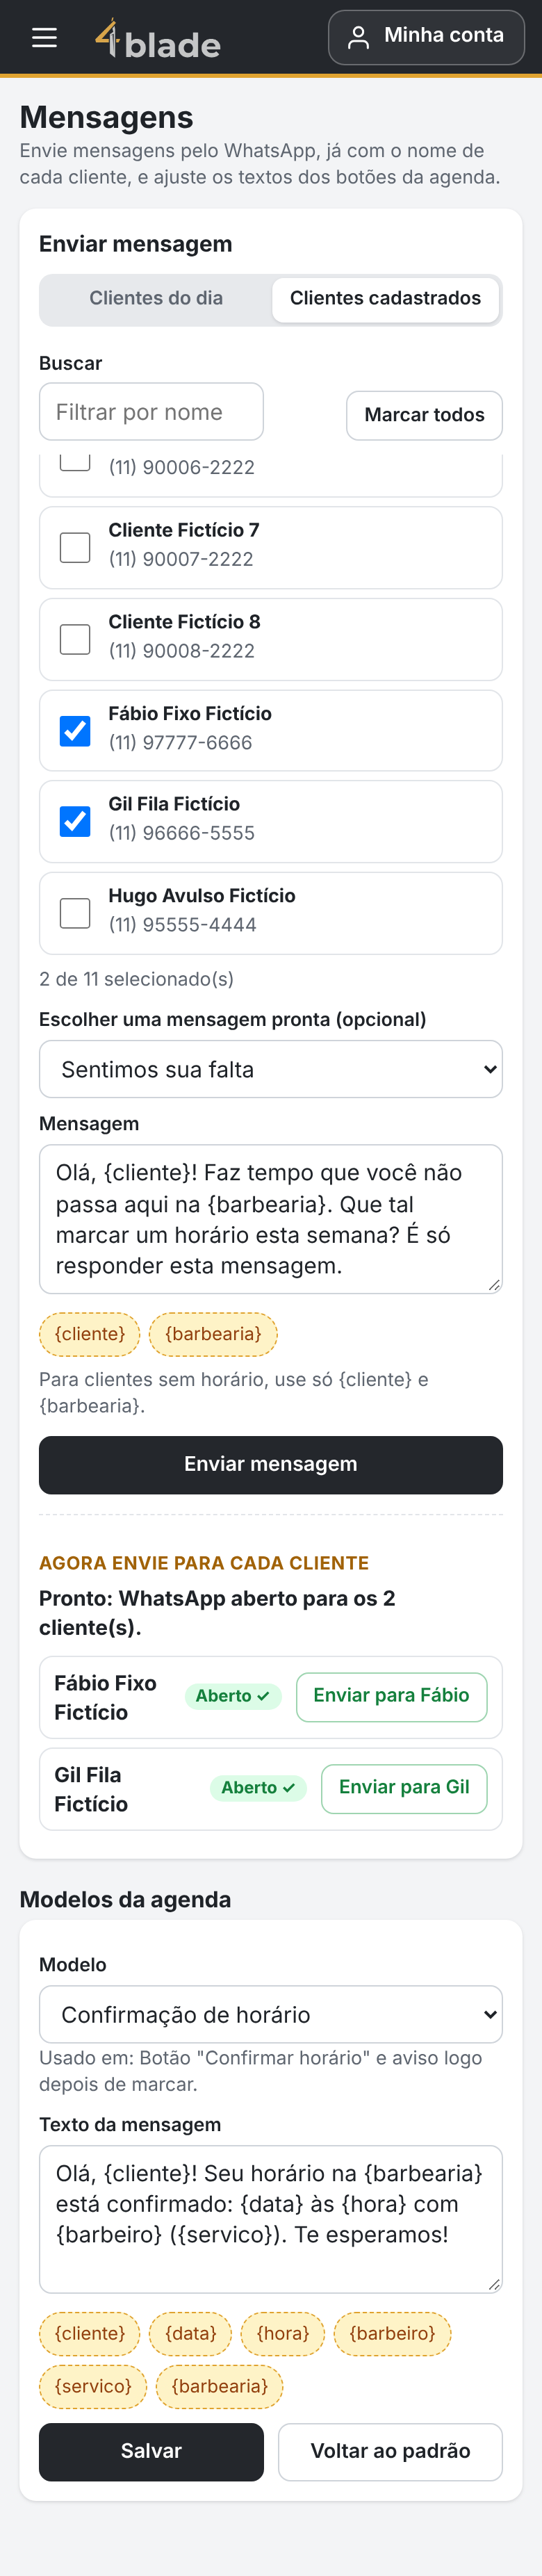 4blade
Minha conta
Mensagens
Envie mensagens pelo WhatsApp, já com o nome de
cada cliente, e ajuste os textos dos botões da agenda.
Enviar mensagem
Clientes do dia
Clientes cadastrados
Buscar
Filtrar por nome
Marcar todos
(11) 90006-2222
Cliente Fictício 7
(11) 90007-2222
Cliente Fictício 8
(11) 90008-2222
Fábio Fixo Fictício
(11) 97777-6666
Gil Fila Fictício
(11) 96666-5555
Hugo Avulso Fictício
(11) 95555-4444
2 de 11 selecionado(s)
Escolher uma mensagem pronta (opcional)
Sentimos sua falta
Mensagem
Olá, {cliente}! Faz tempo que você não
passa aqui na {barbearia}. Que tal
marcar um horário esta semana? É só
responder esta mensagem.
{cliente} {barbearia}
Para clientes sem horário, use só {cliente} e
{barbearia}.
Enviar mensagem
AGORA ENVIE PARA CADA CLIENTE
Pronto: WhatsApp aberto para os 2
cliente(s).
Fábio Fixo
Fictício
Aberto ✓
Enviar para Fábio
Gil Fila
Fictício
Aberto ✓
Enviar para Gil
Modelos da agenda
Modelo
Confirmação de horário
Usado em: Botão "Confirmar horário" e aviso logo
depois de marcar.
Texto da mensagem
Olá, {cliente}! Seu horário na {barbearia}
está confirmado: {data} às {hora} com
{barbeiro} ({servico}). Te esperamos!
{cliente} {data} {hora} {barbeiro}
{servico} {barbearia}
Salvar
Voltar ao padrão